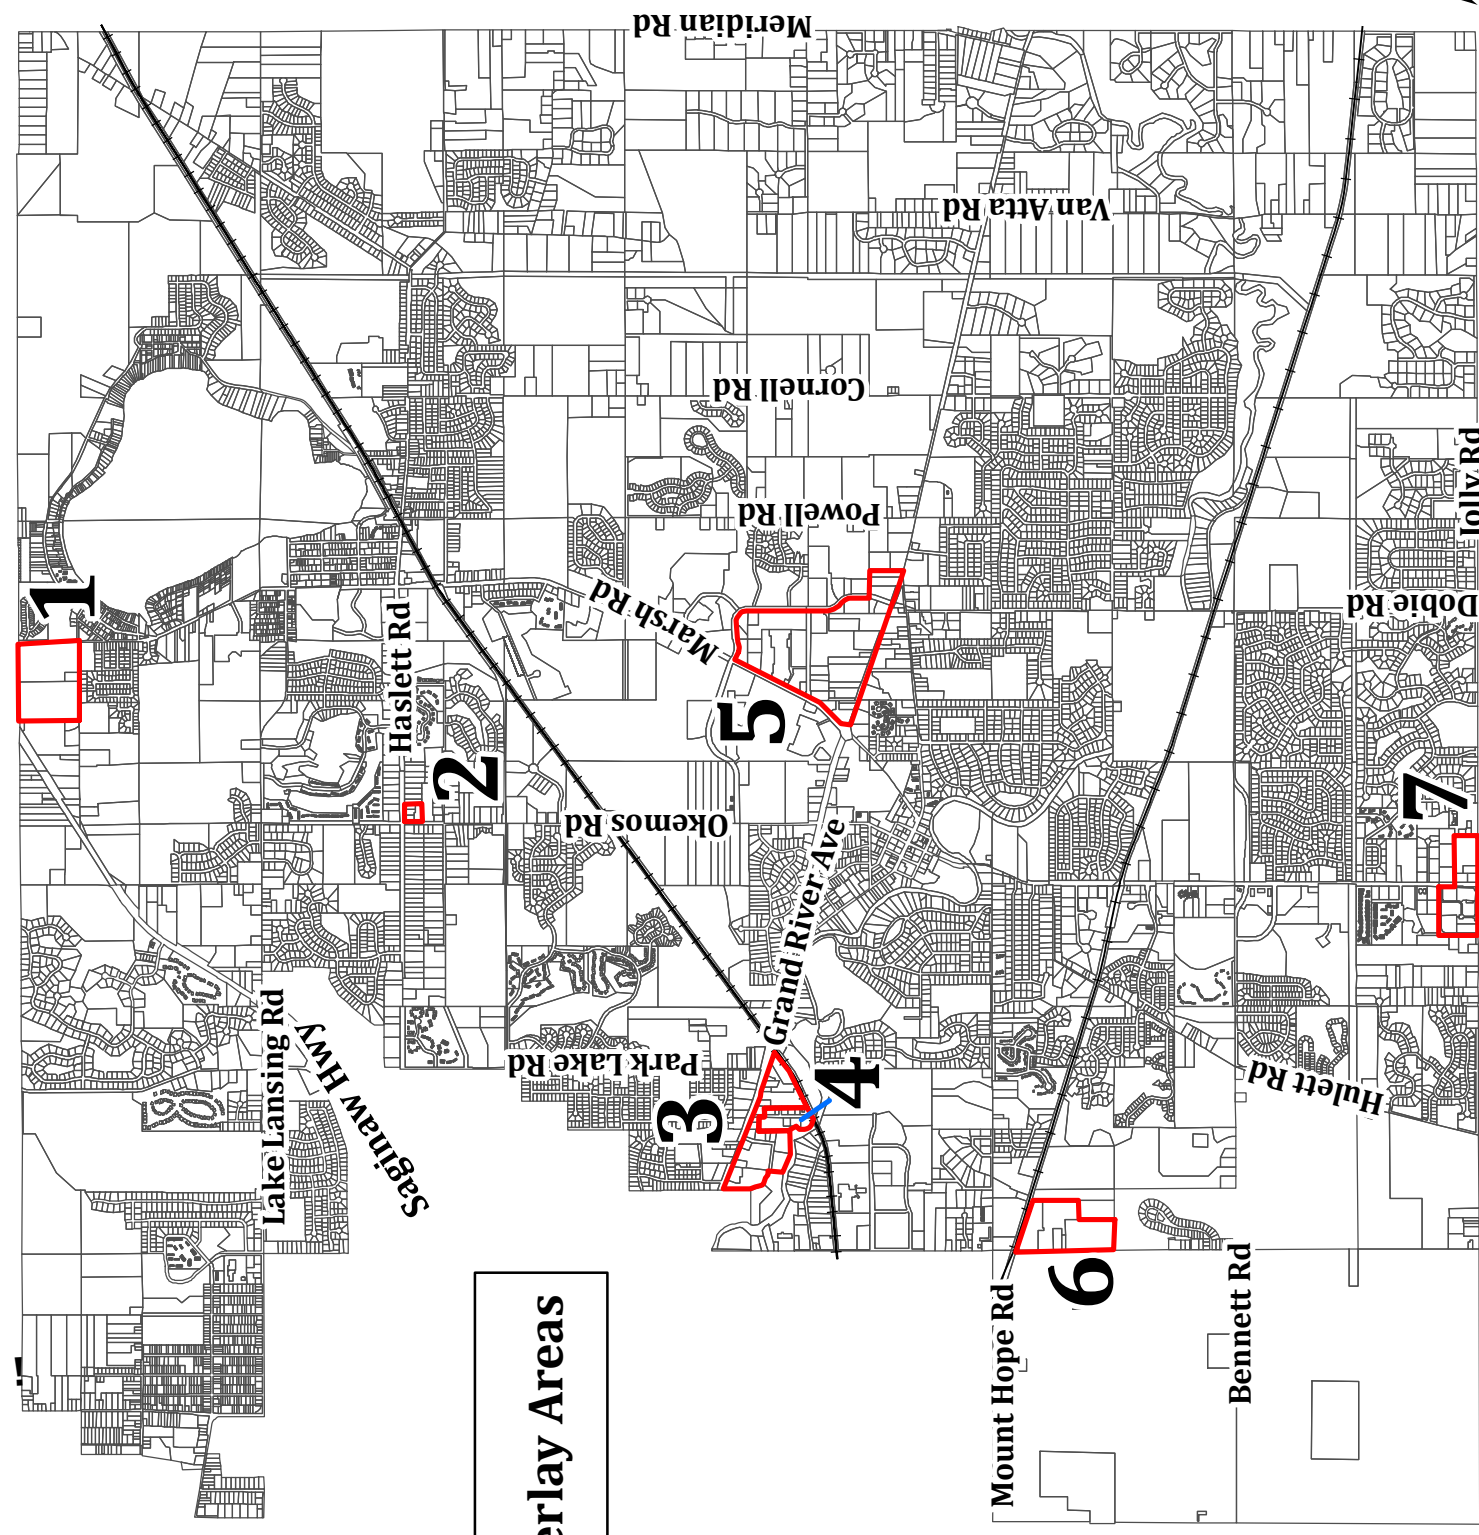 Meridian Rd
Van Atta Rd
Cornell Rd
Powell Rd
Jolly Rd
Marsh Rd
Dobie Rd
1
Haslett Rd
5
2
7
Okemos Rd
Grand River Ave
Lake Lansing Rd
Saginaw Hwy
Park Lake Rd
3
4
Hulett Rd
6
Mount Hope Rd
Bennett Rd
erlay Areas